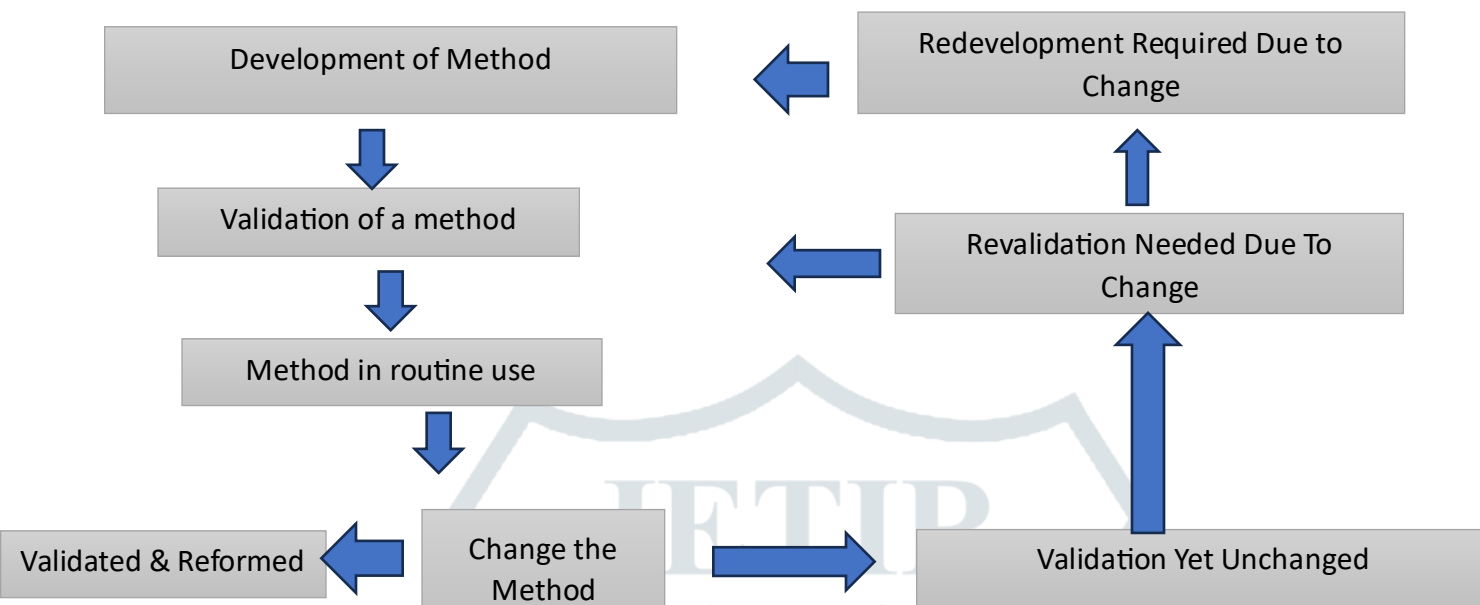 Development of Method
Redevelopment Required Due to
Change
Validation of a method
Revalidation Needed Due To
Change
Method in routine use
JETIR
Validated & Reformed
Change the
Method
Validation Yet Unchanged